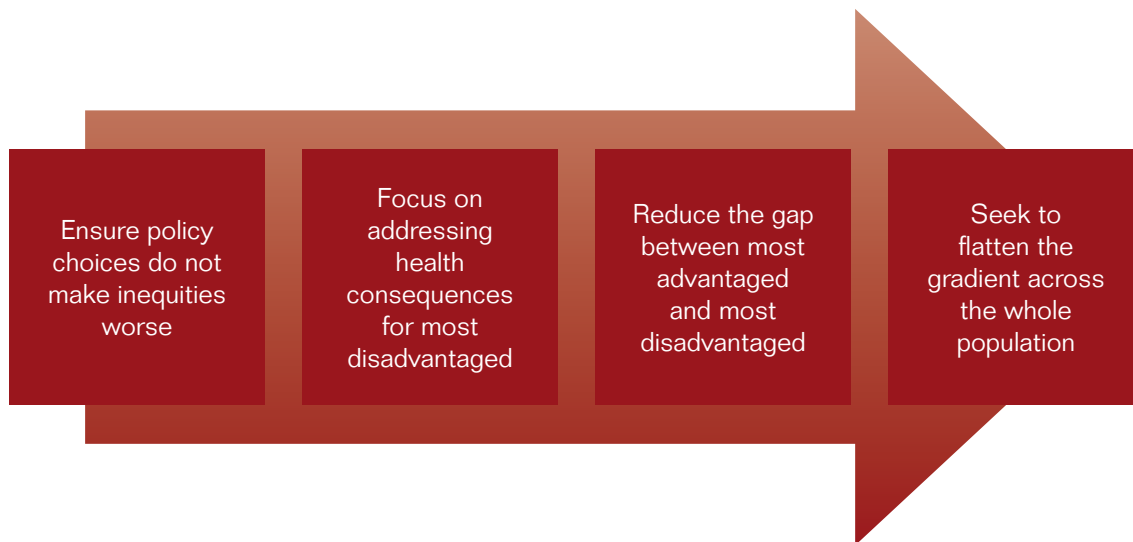 Ensure policy
choices do not
make inequities
worse
Focus on
addressing
health
consequences
for most
disadvantaged
Reduce the gap
between most
advantaged
and most
disadvantaged
Seek to
flatten the
gradient across
the whole
population